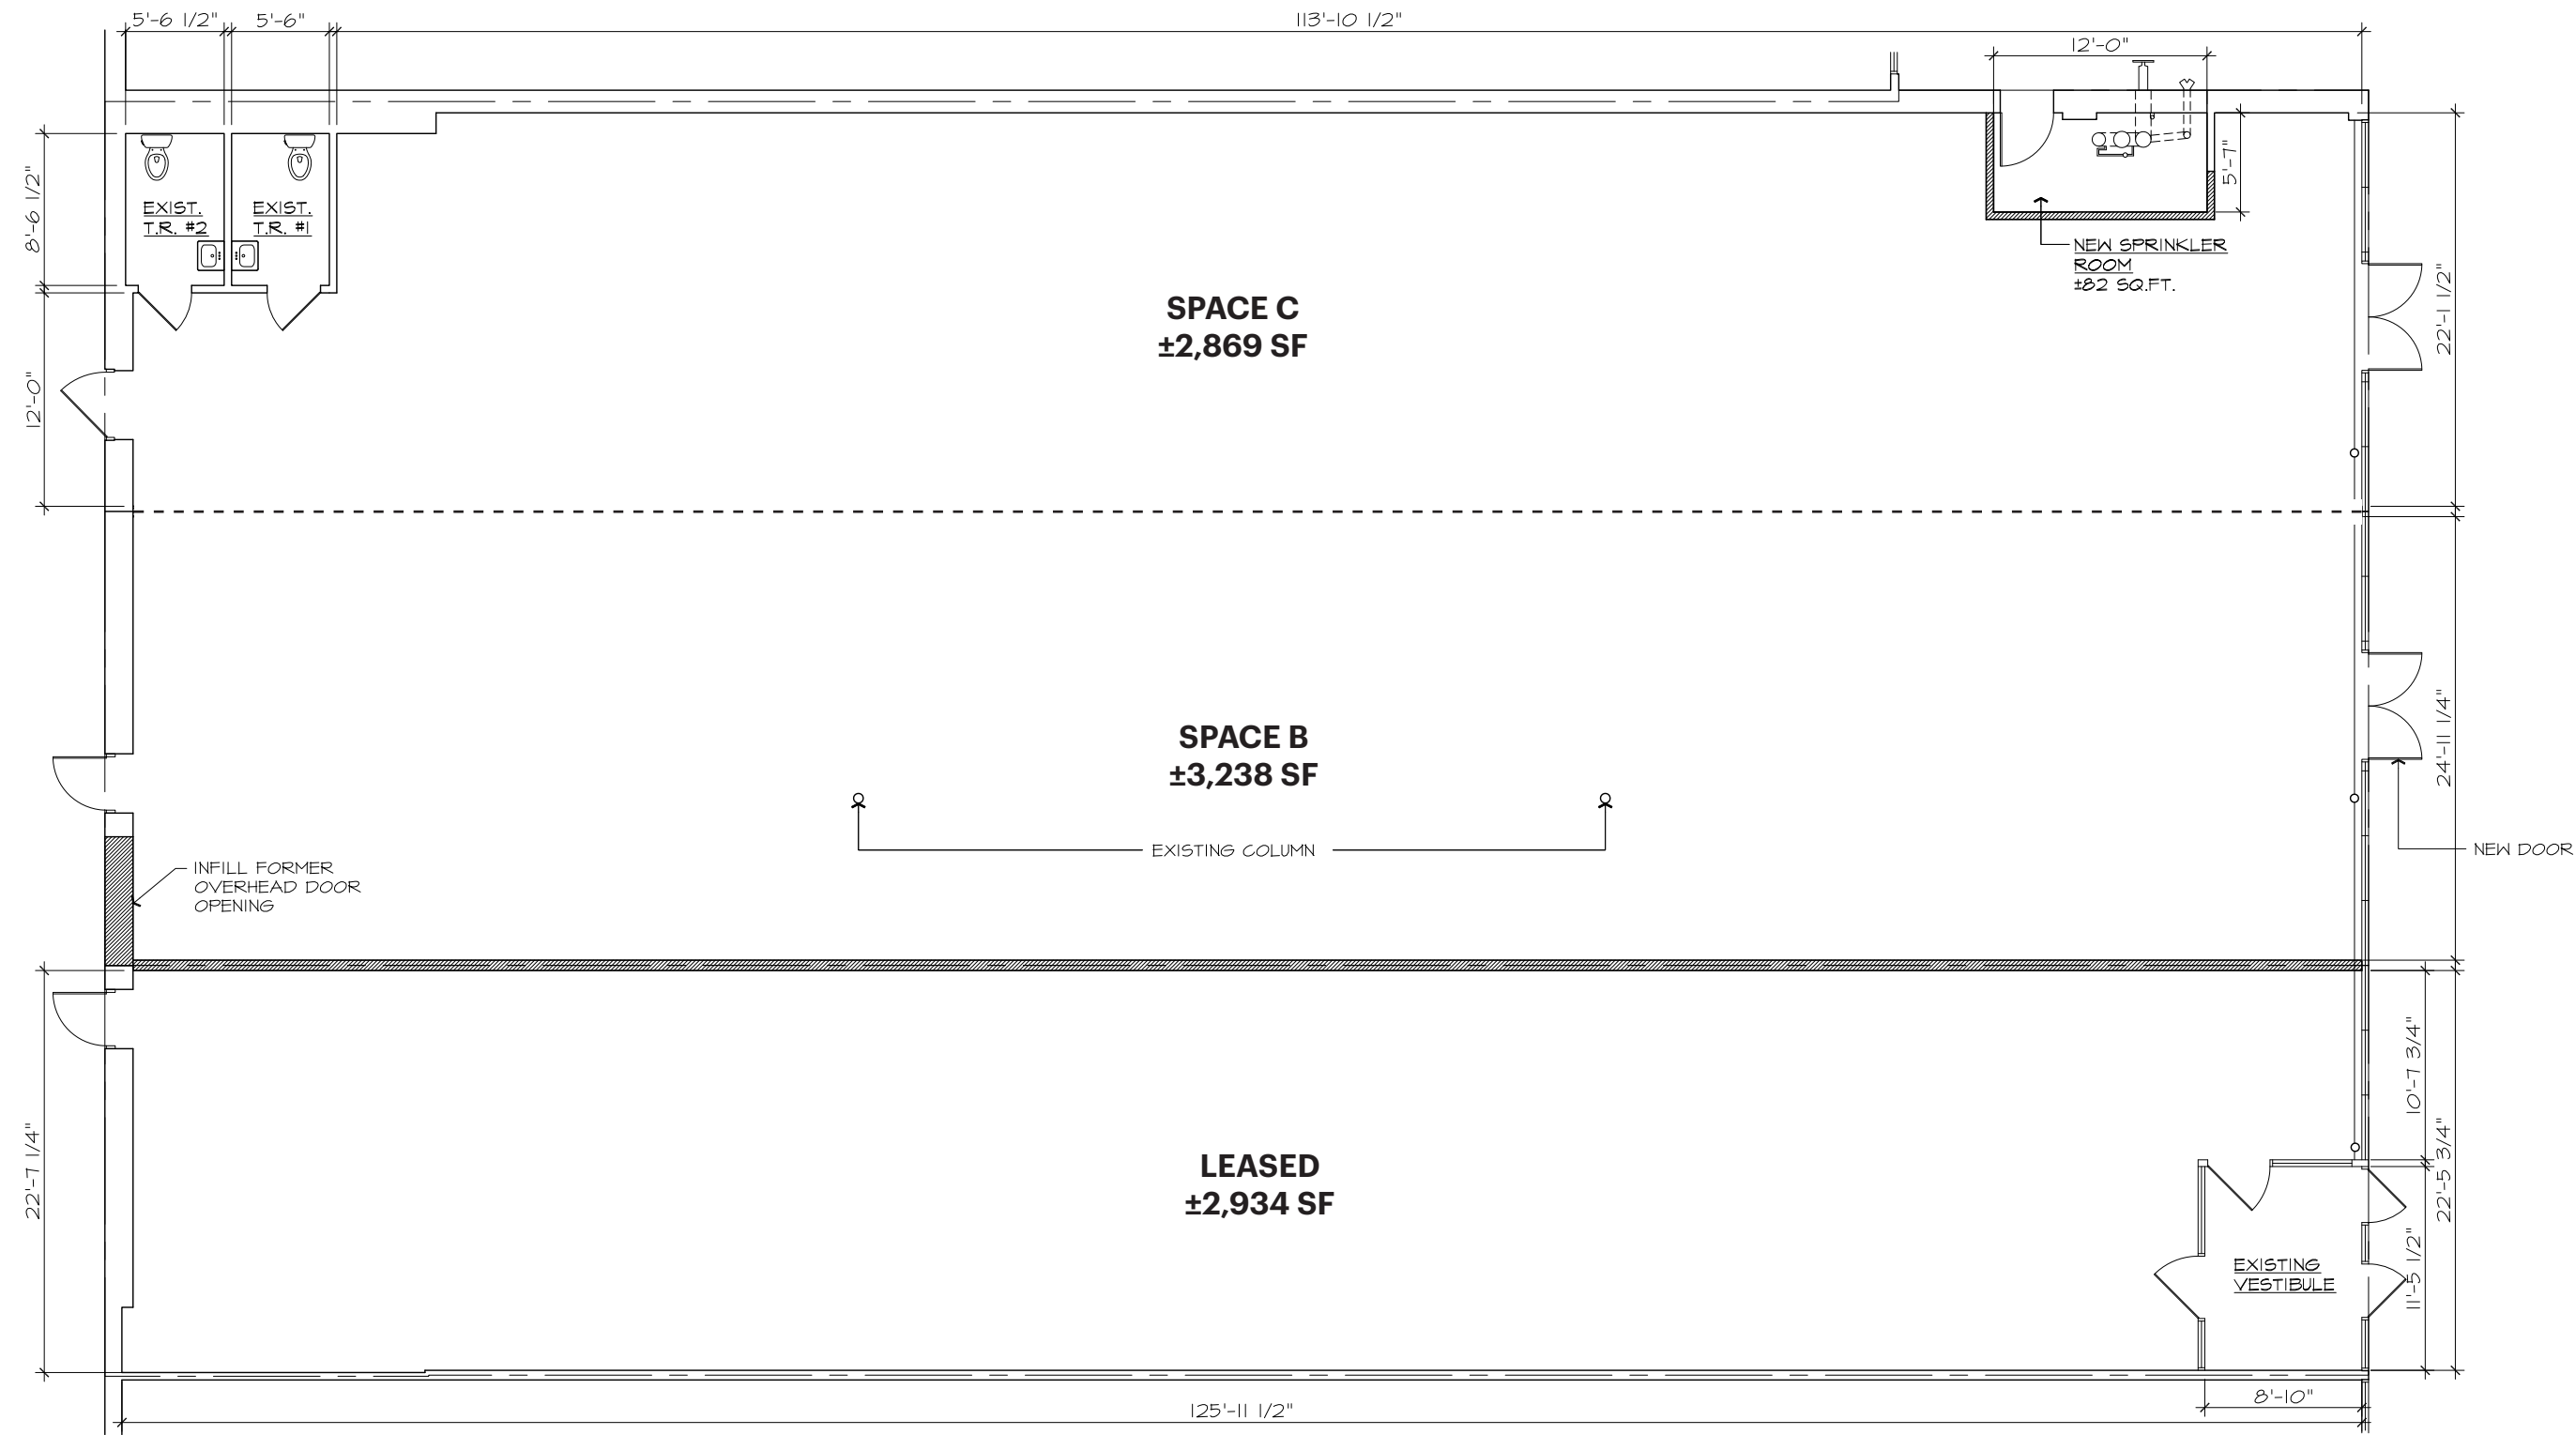 5'-6 1/2"
5'-6"
113'-10 1/2"
12'-0"
8'-6 1/2"
EXIST.
T.R. #2
EXIST.
T.R. #1
5'-7"
NEW SPRINKLER
ROOM
±82 SQ.FT.
SPACE C
±2,869 SF
22'-1 1/2"
12'-0"
SPACE B
±3,238 SF
24'-11 1/4"
EXISTING COLUMN
NEW DOOR
INFILL FORMER
OVERHEAD DOOR
OPENING
10'-7 3/4"
22'-7 1/4"
LEASED
±2,934 SF
22'-5 3/4"
EXISTING
VESTIBULE
11'-5 1/2"
8'-10"
125'-11 1/2"